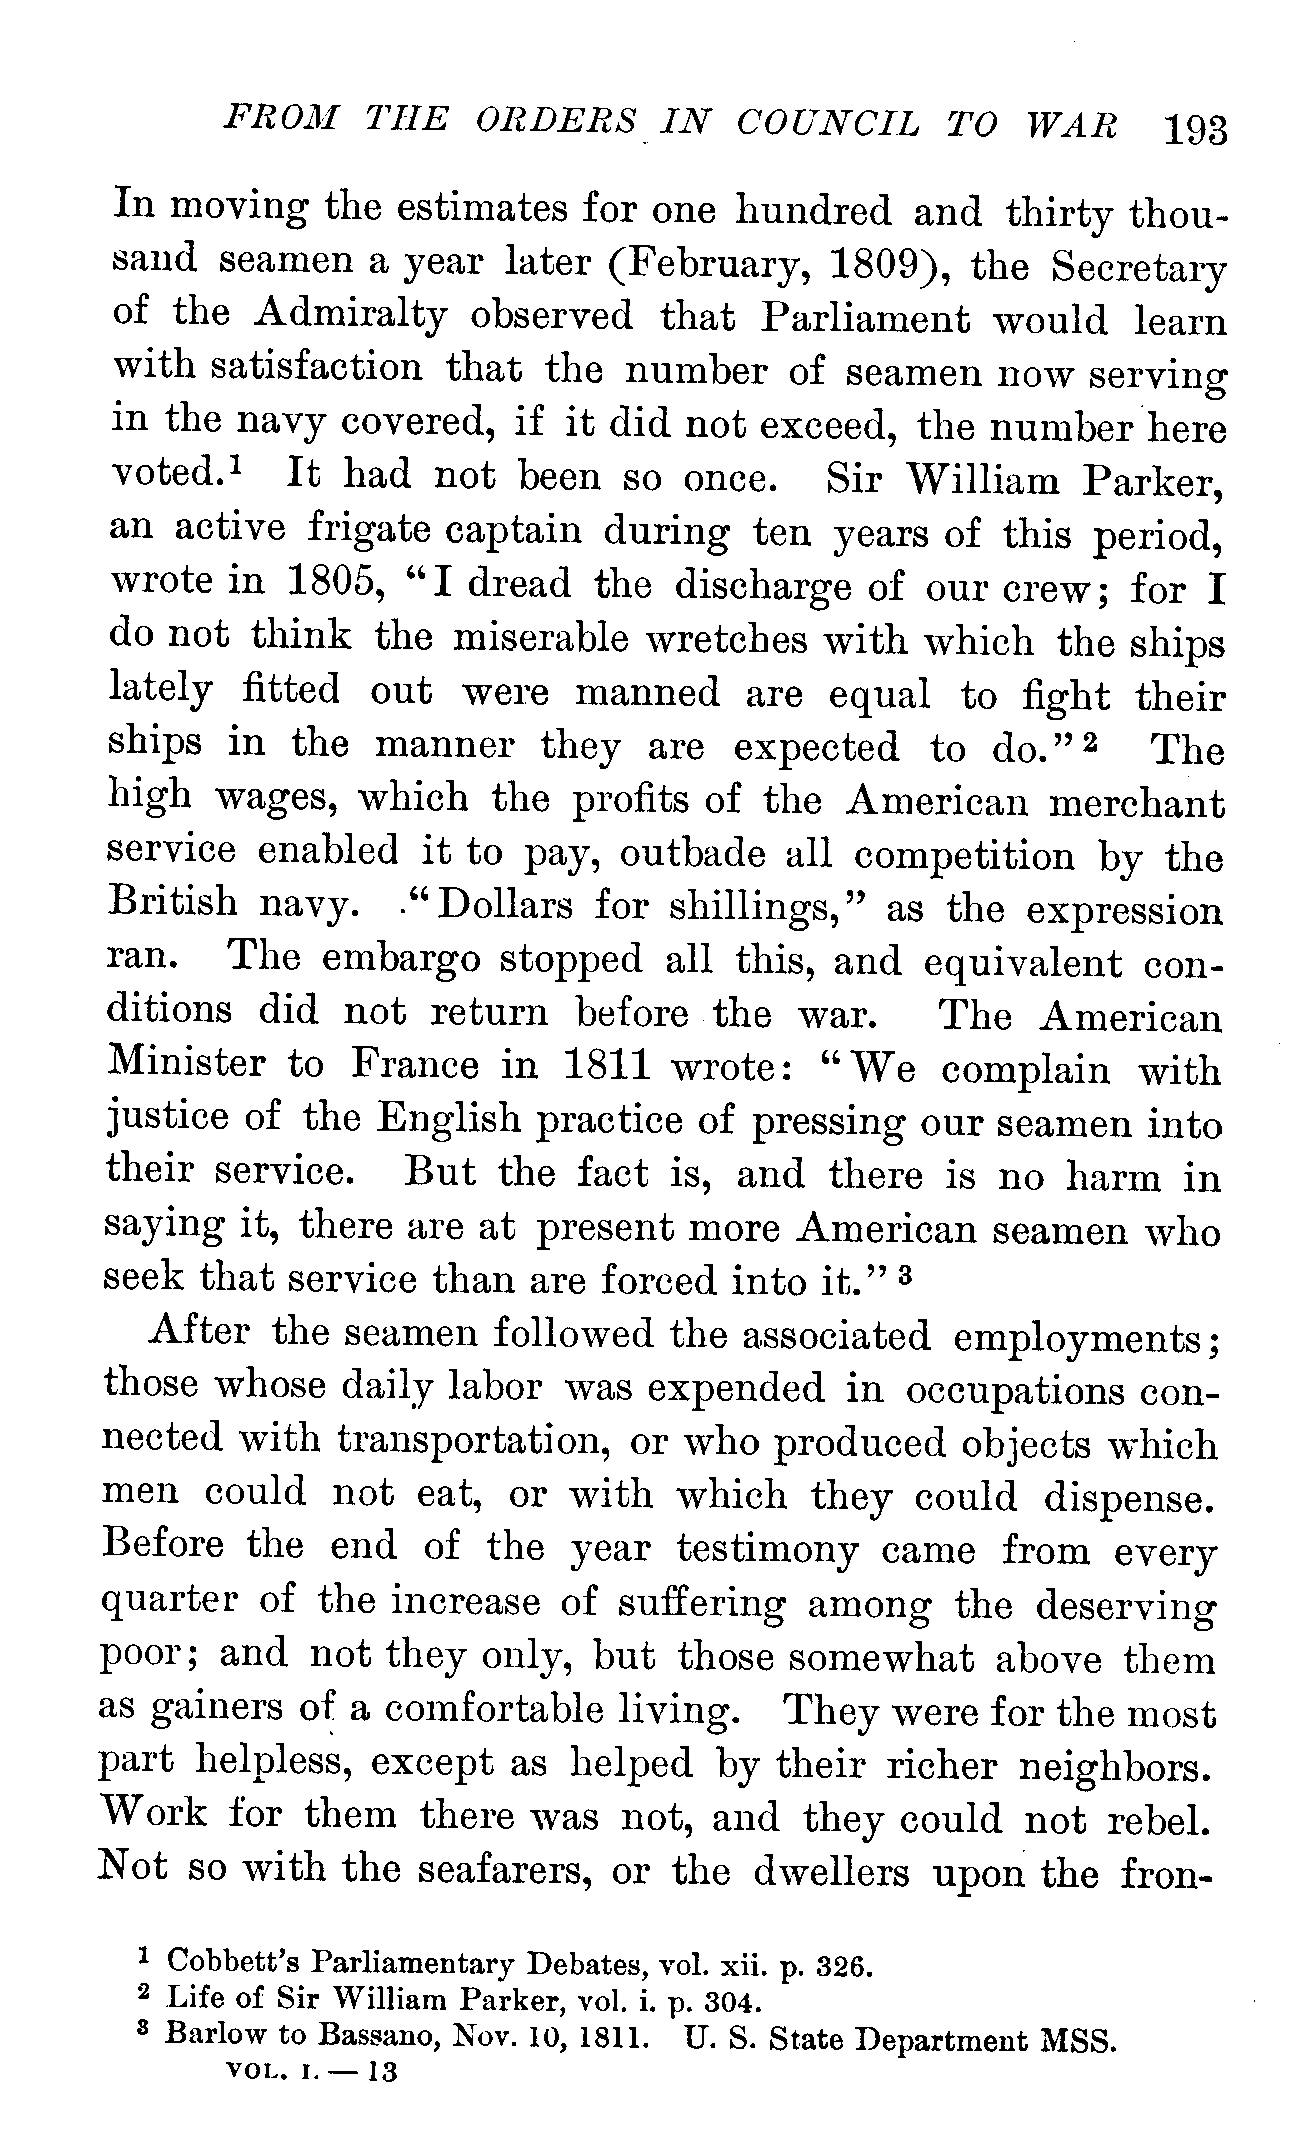 FROM THE ORDERS IN COUNCIL TO WAR 193
In moving the estimates for one hundred and thirty thou-
sand seamen a year later (February, 1809), the Secretary
of the Admiralty observed that Parliament would learn
with satisfaction that the number of seamen now serving
in the navy covered, if it did not exceed, the number here
voted.¹ It had not been so once. Sir William Parker,
an active frigate captain during ten years of this period,
wrote in 1805, “I dread the discharge of our crew; for I
do not think the miserable wretches with which the ships
lately fitted out were manned are equal to fight their
ships in the manner they are expected to do.”² The
high wages, which the profits of the American merchant
service enabled it to pay, outbade all competition by the
British navy. “Dollars for shillings,” as the expression
ran. The embargo stopped all this, and equivalent con-
ditions did not return before the war. The American
Minister to France in 1811 wrote: “We complain with
justice of the English practice of pressing our seamen into
their service. But the fact is, and there is no harm in
saying it, there are at present more American seamen who
seek that service than are forced into it.”³
After the seamen followed the associated employments;
those whose daily labor was expended in occupations con-
nected with transportation, or who produced objects which
men could not eat, or with which they could dispense.
Before the end of the year testimony came from every
quarter of the increase of suffering among the deserving
poor; and not they only, but those somewhat above them
as gainers of a comfortable living. They were for the most
part helpless, except as helped by their richer neighbors.
Work for them there was not, and they could not rebel.
Not so with the seafarers, or the dwellers upon the fron-
¹ Cobbett’s Parliamentary Debates, vol. xii. p. 326.
² Life of Sir William Parker, vol. i. p. 304.
³ Barlow to Bassano, Nov. 10, 1811. U. S. State Department MSS.
VOL. I. — 13